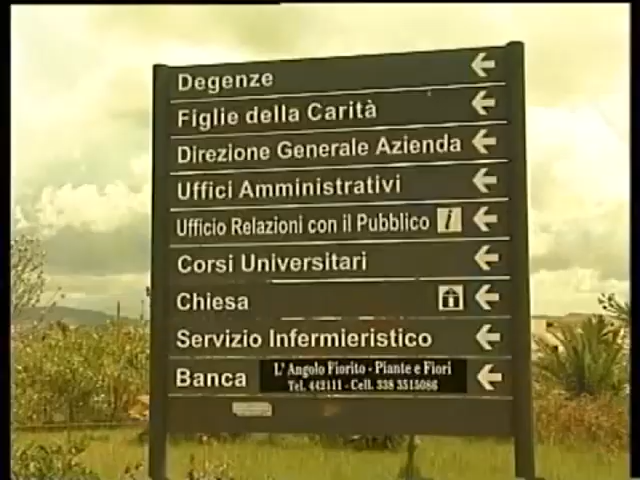 Degenze
Figlie della Carità
Direzione Generale Azienda
Uffici Amministrativi
Ufficio Relazioni con il Pubblico i
Corsi Universitari
Chiesa
Servizio Infermieristico
Banca
L' Angolo Fiorito - Piante e Fiori
Tel. 442111 - Cell. 338 3515086